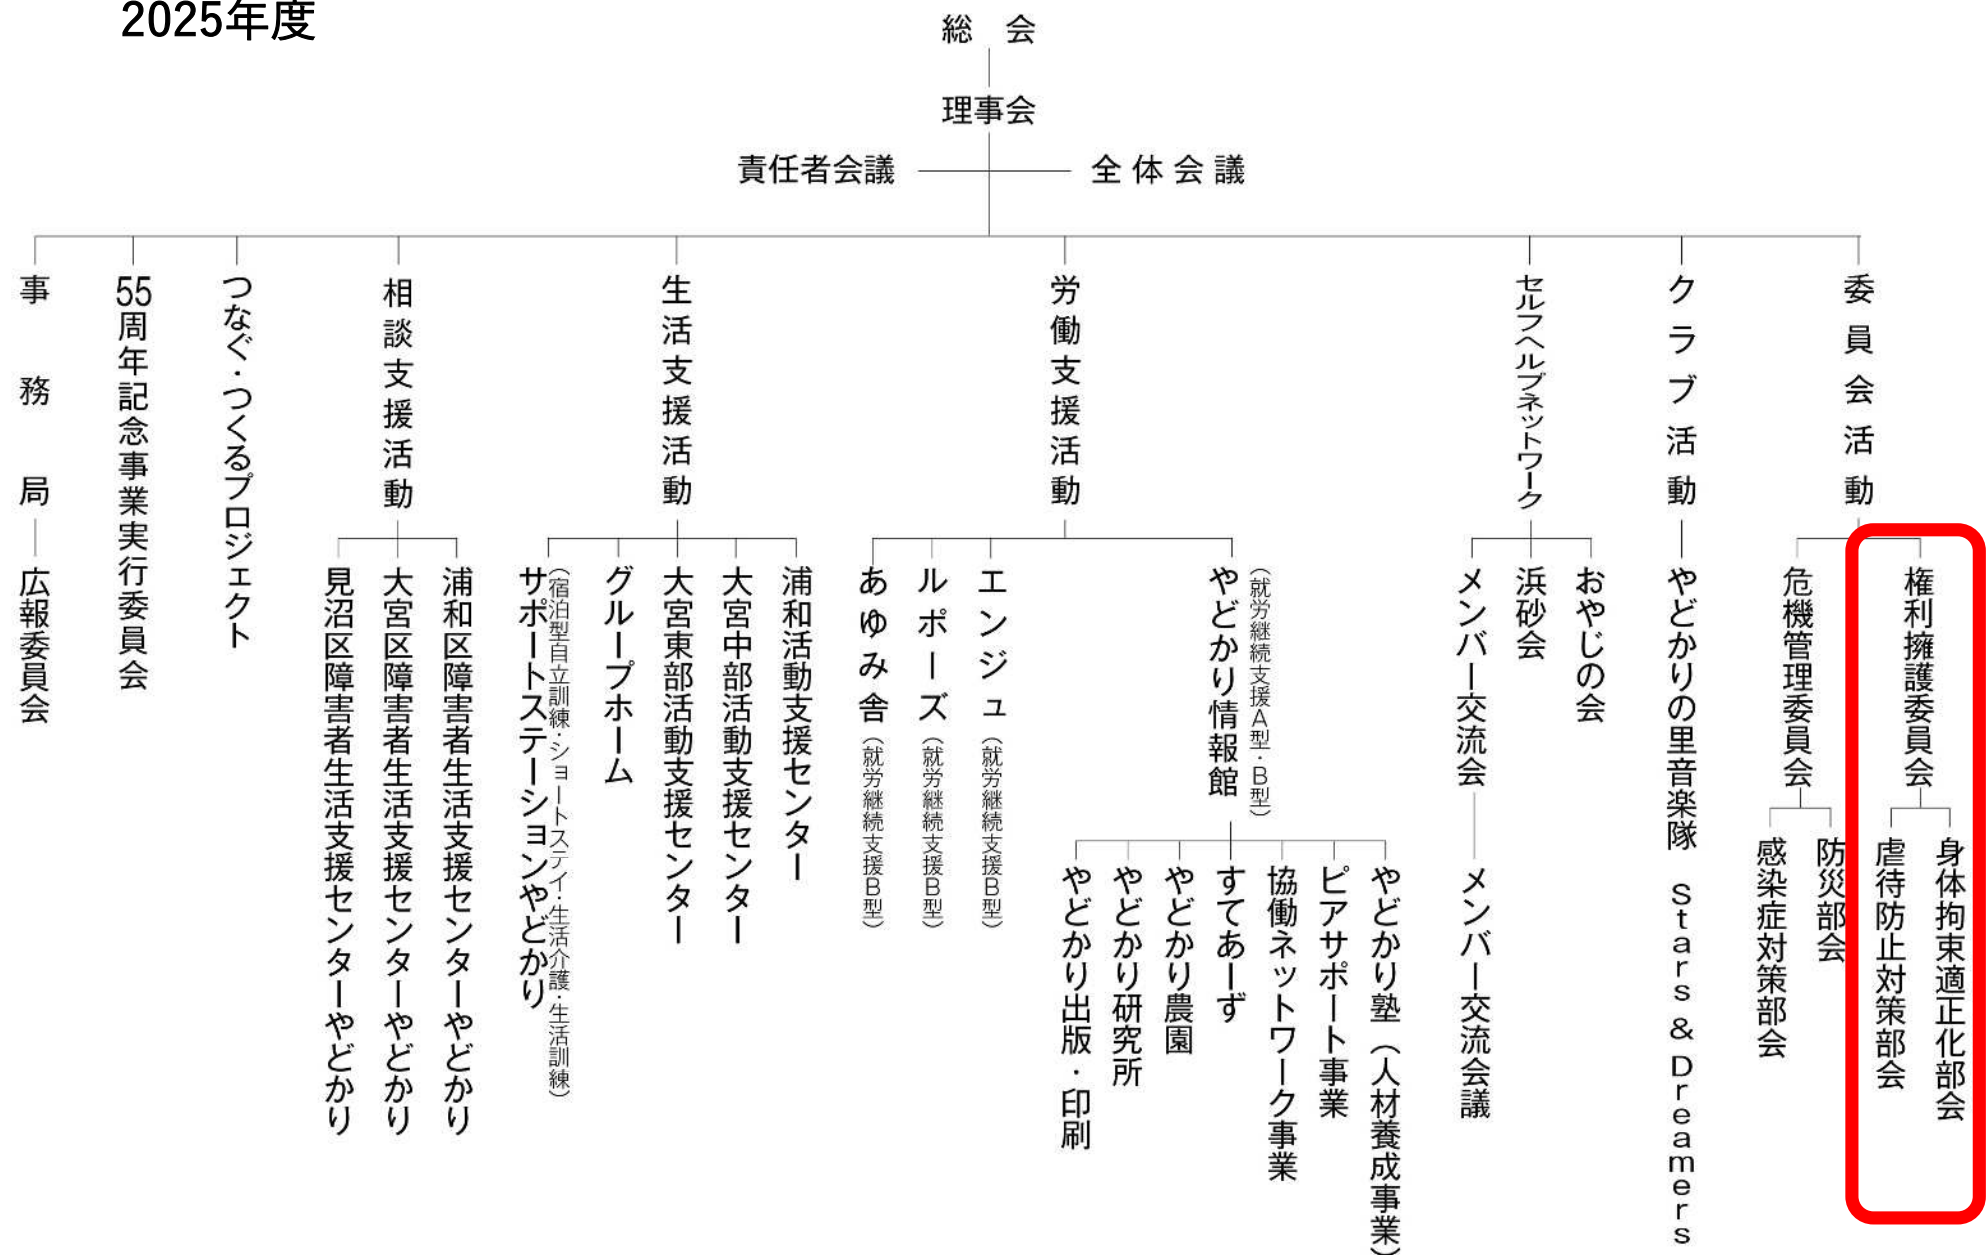 2025年度
総　会
理事会
責任者会議
全体会議
事務局
広報委員会
55周年記念事業実行委員会
つなぐ・つくるプロジェクト
相談支援活動
見沼区障害者生活支援センターやどかり
大宮区障害者生活支援センターやどかり
浦和区障害者生活支援センターやどかり
生活支援活動
サポートステーションやどかり
（宿泊型自立訓練・ショートステイ・生活介護・生活訓練）
グループホーム
大宮東部活動支援センター
大宮中部活動支援センター
浦和活動支援センター
労働支援活動
あゆみ舎（就労継続支援B型）
ルポーズ（就労継続支援B型）
エンジュ（就労継続支援B型）
やどかり情報館
（就労継続支援A型・B型）
やどかり出版・印刷
やどかり研究所
やどかり農園
すてあーず
協働ネットワーク事業
ピアサポート事業
やどかり塾（人材養成事業）
セルフヘルプネットワーク
メンバー交流会
メンバー交流会議
浜砂会
おやじの会
クラブ活動
やどかりの里音楽隊　Stars & Dreamers
委員会活動
危機管理委員会
感染症対策部会
防災部会
権利擁護委員会
虐待防止対策部会
身体拘束適正化部会